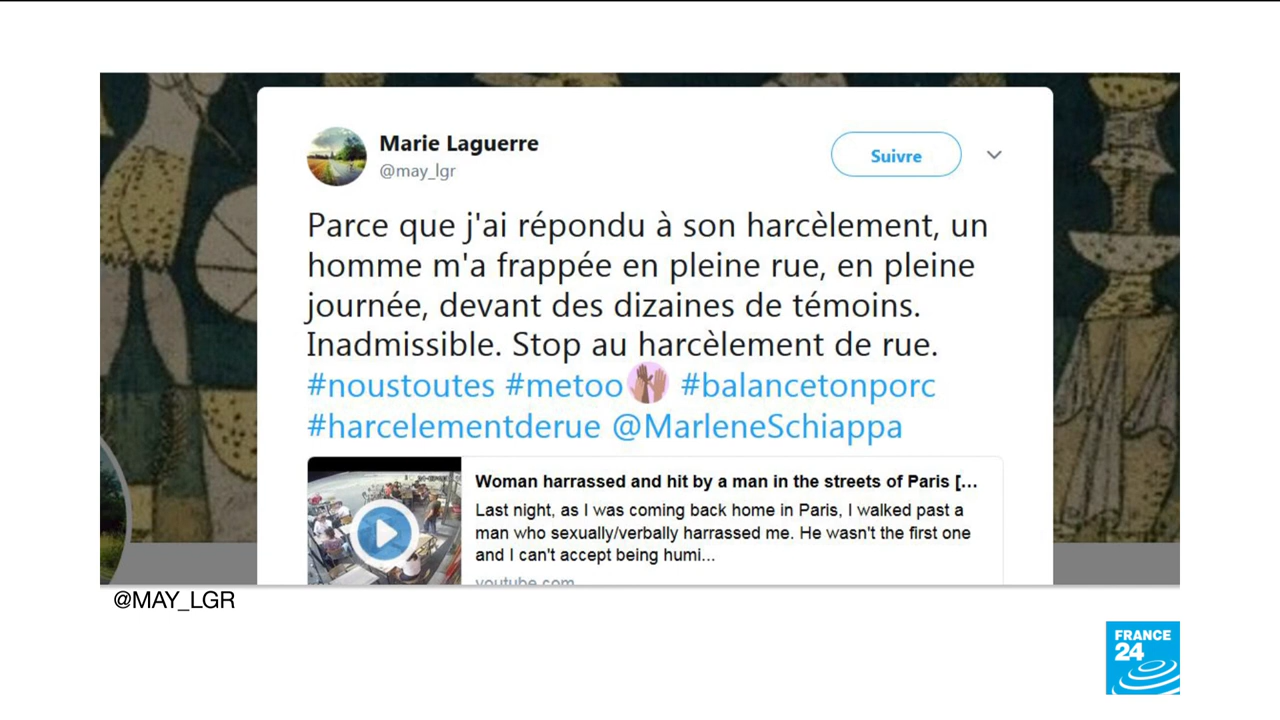 Marie Laguerre
@may_lgr
Suivre
Parce que j'ai répondu à son harcèlement, un
homme m'a frappée en pleine rue, en pleine
journée, devant des dizaines de témoins.
Inadmissible. Stop au harcèlement de rue.
#noustoutes #metoo #balancetonporc
#harcelementderue @MarleneSchiappa
Woman harrassed and hit by a man in the streets of Paris [...
Last night, as I was coming back home in Paris, I walked past a
man who sexually/verbally harrassed me. He wasn't the first one
and I can't accept being humi...
youtube.com
@MAY_LGR
FRANCE
24